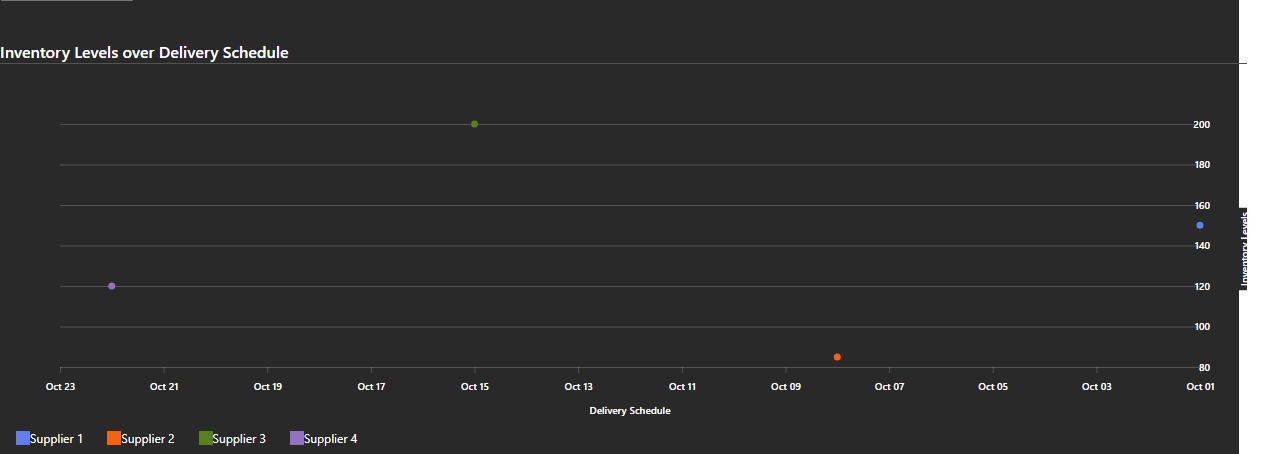 Inventory Levels over Delivery Schedule
200
180
160
140
120
100
80
Inventory Levels
Oct 23
Oct 21
Oct 19
Oct 17
Oct 15
Oct 13
Oct 11
Oct 09
Oct 07
Oct 05
Oct 03
Oct 01
Delivery Schedule
Supplier 1
Supplier 2
Supplier 3
Supplier 4